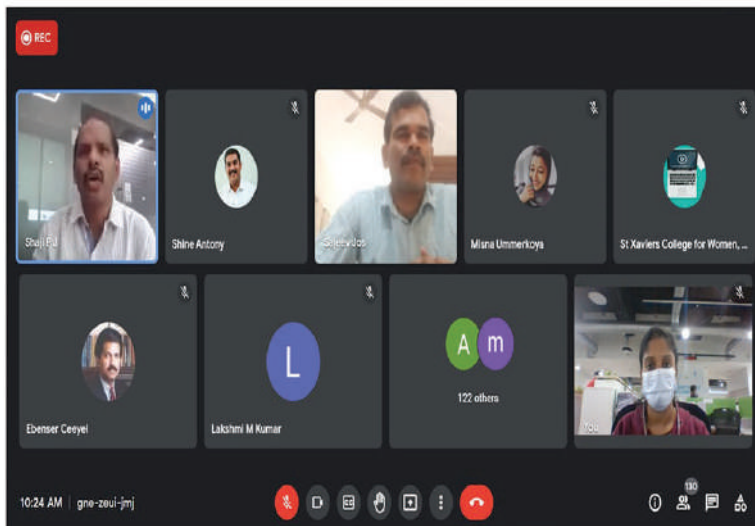 REC
Shine Antony
Misna Ummerkoya
St Xaviers College for Women, ...
Ebenser Ceeyel
L
Lakshmi M Kumar
A m
122 others
You
10:24 AM | gne-zeui-jmj
130